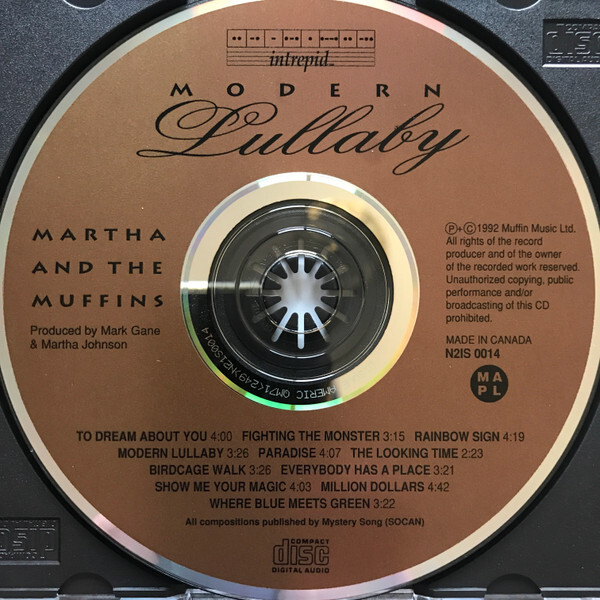 intrepid™
MODERN
Lullaby
MARTHA
AND THE
MUFFINS
Produced by Mark Gane
& Martha Johnson
Ⓟ+© 1992 Muffin Music Ltd.
All rights of the record
producer and of the owner
of the recorded work reserved.
Unauthorized copying, public
performance and/or
broadcasting of this CD
prohibited.
MADE IN CANADA
N2IS 0014
MA
PL
TO DREAM ABOUT YOU 4:00 FIGHTING THE MONSTER 3:15 RAINBOW SIGN 4:19
MODERN LULLABY 3:26 PARADISE 4:07 THE LOOKING TIME 2:23
BIRDCAGE WALK 3:26 EVERYBODY HAS A PLACE 3:21
SHOW ME YOUR MAGIC 4:03 MILLION DOLLARS 4:42
WHERE BLUE MEETS GREEN 3:22
All compositions published by Mystery Song (SOCAN)
COMPACT
disc
DIGITAL AUDIO